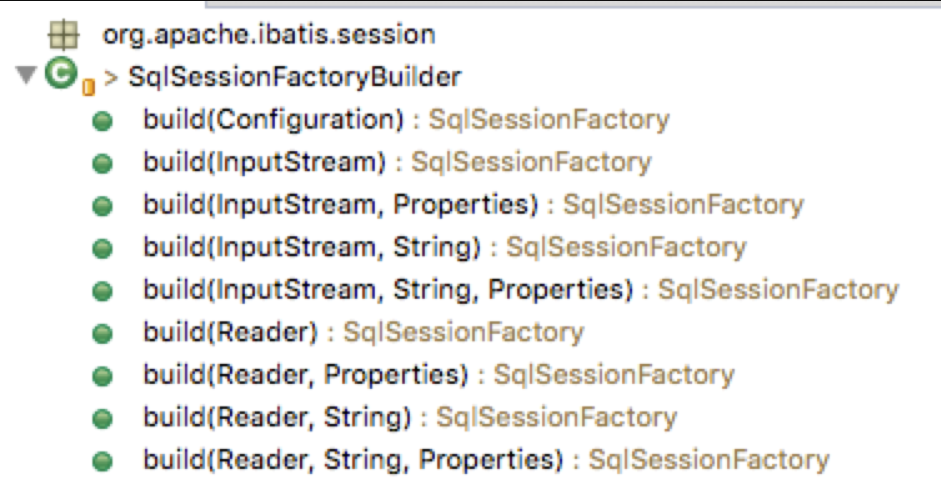 org.apache.ibatis.session
> SqlSessionFactoryBuilder
build(Configuration) : SqlSessionFactory
build(InputStream) : SqlSessionFactory
build(InputStream, Properties) : SqlSessionFactory
build(InputStream, String) : SqlSessionFactory
build(InputStream, String, Properties) : SqlSessionFactory
build(Reader) : SqlSessionFactory
build(Reader, Properties) : SqlSessionFactory
build(Reader, String) : SqlSessionFactory
build(Reader, String, Properties) : SqlSessionFactory